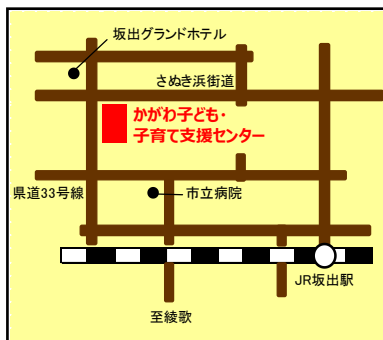 坂出グランドホテル
さぬき浜街道
かがわ子ども・
子育て支援センター
県道33号線
市立病院
JR坂出駅
至綾歌